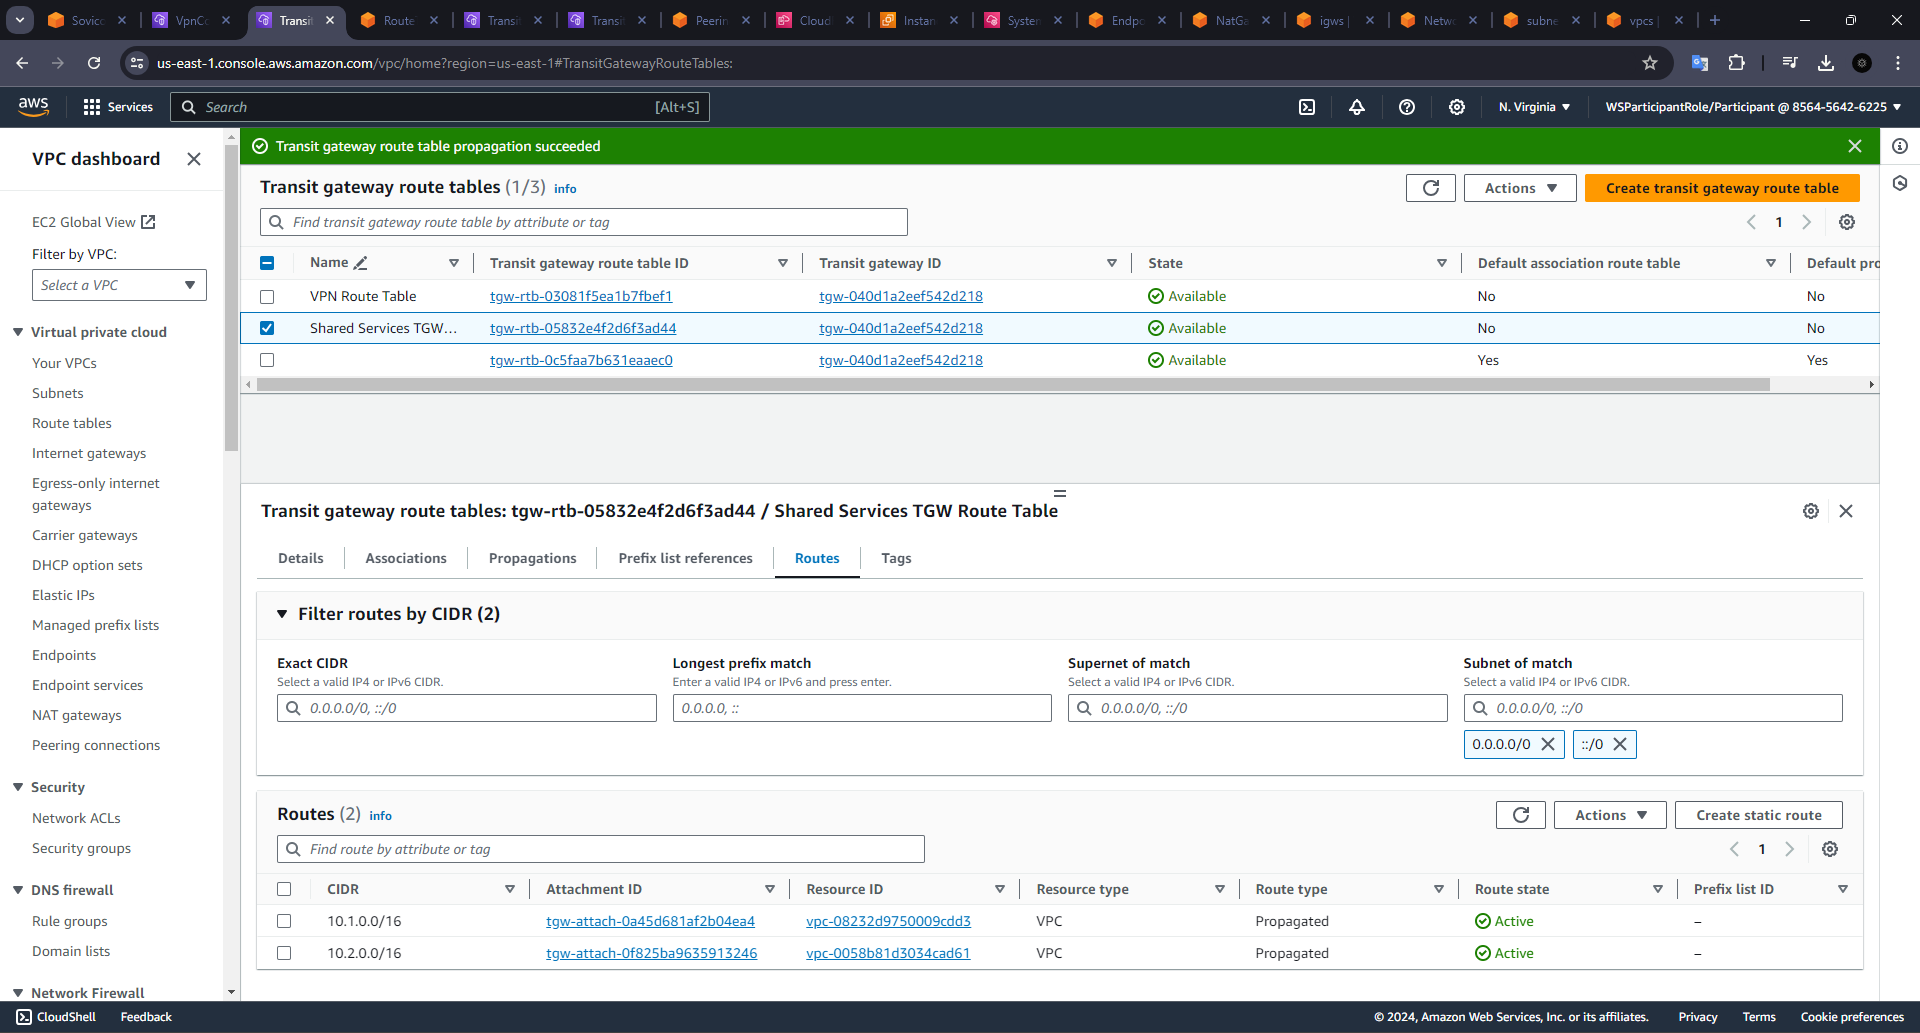 Sovico
VpnCo
Transit
Route
Transit
Transit
Peerin
Cloud
Instan
System
Endpo
NatGa
igws |
Netwo
subne
vpcs |
us-east-1.console.aws.amazon.com/vpc/home?region=us-east-1#TransitGatewayRouteTables:
aws
Services
Search
[Alt+S]
N. Virginia
WSParticipantRole/Participant @ 8564-5642-6225
VPC dashboard
EC2 Global View
Filter by VPC:
Select a VPC
Virtual private cloud
Your VPCs
Subnets
Route tables
Internet gateways
Egress-only internet
gateways
Carrier gateways
DHCP option sets
Elastic IPs
Managed prefix lists
Endpoints
Endpoint services
NAT gateways
Peering connections
Security
Network ACLs
Security groups
DNS firewall
Rule groups
Domain lists
Network Firewall
Transit gateway route table propagation succeeded
Transit gateway route tables (1/3) info
Actions
Create transit gateway route table
Find transit gateway route table by attribute or tag
1
Name Transit gateway route table ID Transit gateway ID State Default association route table Default pro
VPN Route Table tgw-rtb-03081f5ea1b7fbef1 tgw-040d1a2eef542d218 Available No No
Shared Services TGW... tgw-rtb-05832e4f2d6f3ad44 tgw-040d1a2eef542d218 Available No No
tgw-rtb-0c5faa7b631eaaec0 tgw-040d1a2eef542d218 Available Yes Yes
Transit gateway route tables: tgw-rtb-05832e4f2d6f3ad44 / Shared Services TGW Route Table
Details Associations Propagations Prefix list references Routes Tags
Filter routes by CIDR (2)
Exact CIDR
Select a valid IP4 or IPv6 CIDR.
0.0.0.0/0, ::/0
Longest prefix match
Enter a valid IP4 or IPv6 and press enter.
0.0.0.0, ::
Supernet of match
Select a valid IP4 or IPv6 CIDR.
0.0.0.0/0, ::/0
Subnet of match
Select a valid IP4 or IPv6 CIDR.
0.0.0.0/0, ::/0
0.0.0.0/0
::/0
Routes (2) info
Actions
Create static route
Find route by attribute or tag
1
CIDR Attachment ID Resource ID Resource type Route type Route state Prefix list ID
10.1.0.0/16 tgw-attach-0a45d681af2b04ea4 vpc-08232d9750009cdd3 VPC Propagated Active –
10.2.0.0/16 tgw-attach-0f825ba9635913246 vpc-0058b81d3034cad61 VPC Propagated Active –
CloudShell Feedback
© 2024, Amazon Web Services, Inc. or its affiliates. Privacy Terms Cookie preferences